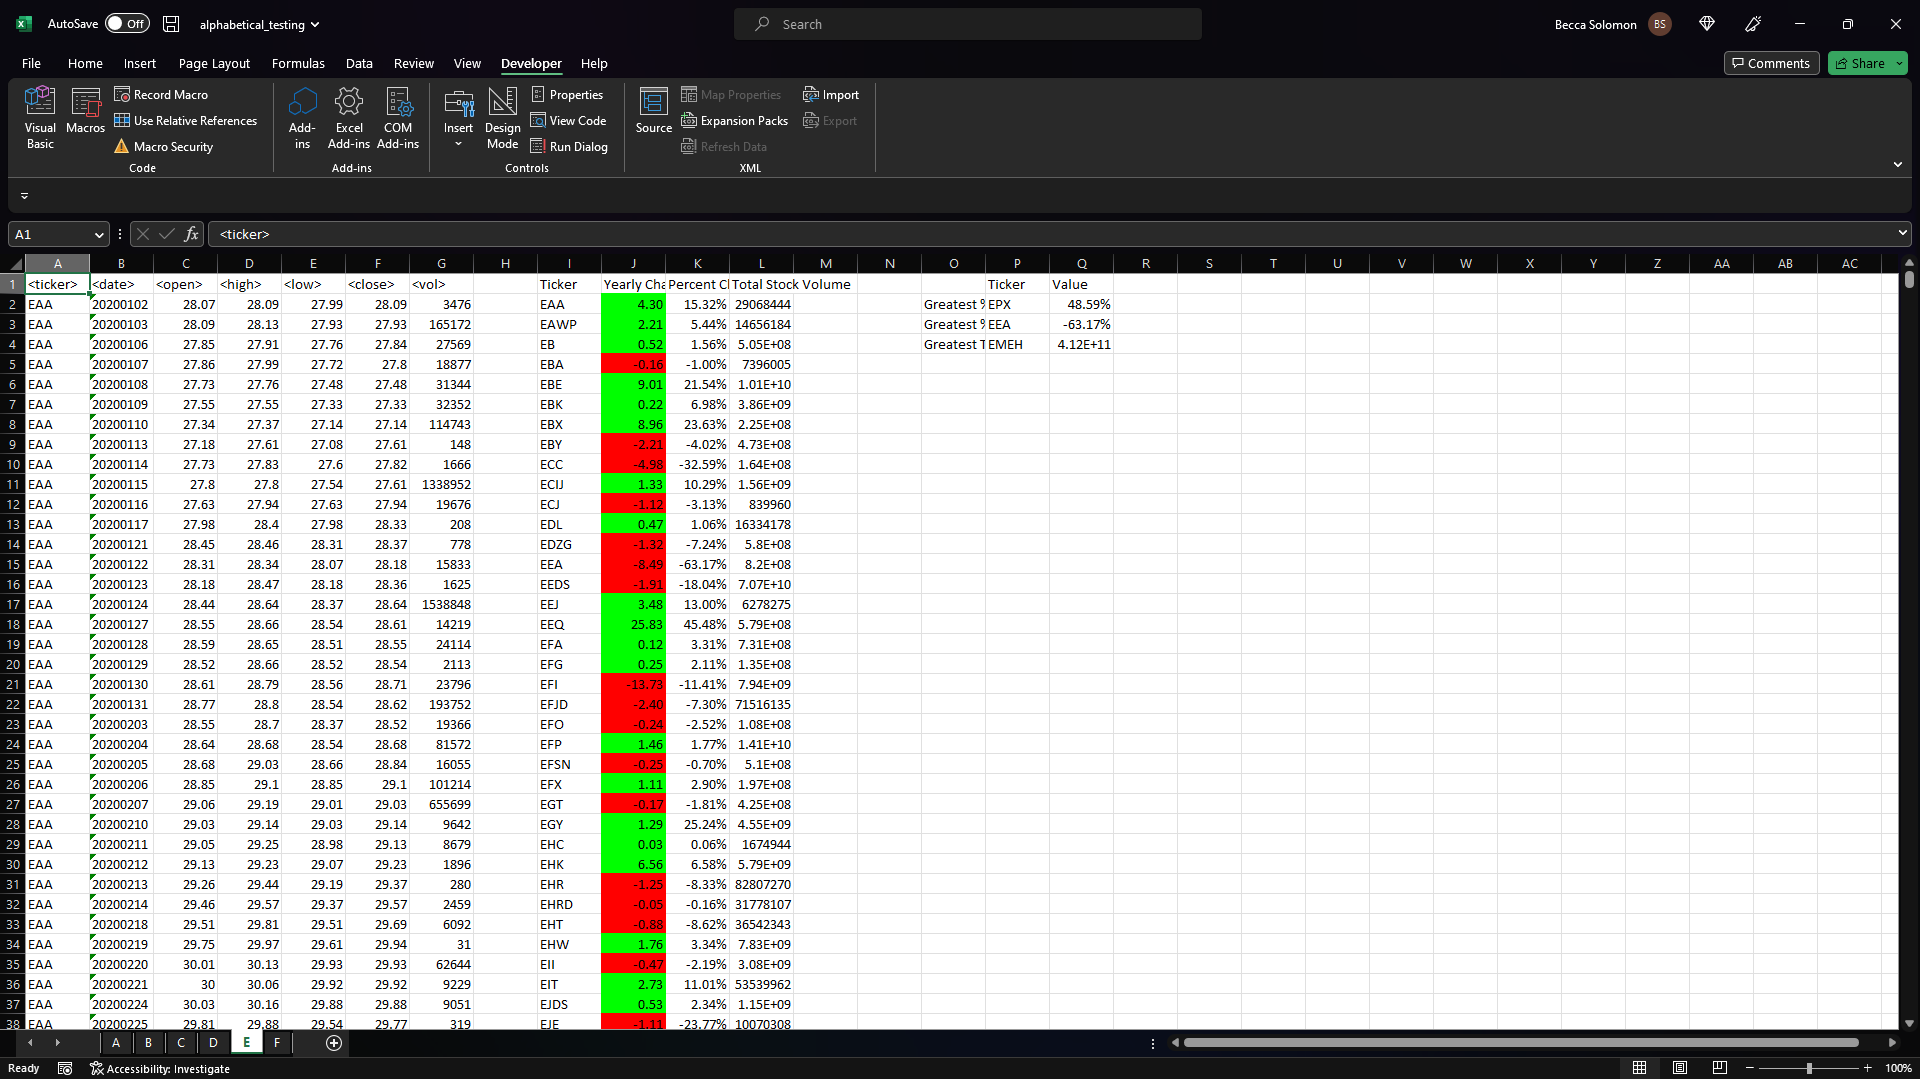 AutoSave Off alphabetical_testing Search Becca Solomon BS
File Home Insert Page Layout Formulas Data Review View Developer Help Comments Share
Visual Basic Macros Record Macro Use Relative References Macro Security Code
Add-ins Excel Add-ins COM Add-ins Add-ins
Insert Design Mode Properties View Code Run Dialog Controls
Source Map Properties Expansion Packs Refresh Data Import Export XML
A1 fx <ticker>
A B C D E F G H I J K L M N O P Q R S T U V W X Y Z AA AB AC
1 <ticker> <date> <open> <high> <low> <close> <vol> Ticker Yearly Cha Percent Cl Total Stock Volume Ticker Value
2 EAA 20200102 28.07 28.09 27.99 28.09 3476 EAA 4.30 15.32% 29068444 Greatest % EPX 48.59%
3 EAA 20200103 28.09 28.13 27.93 27.93 165172 EAWP 2.21 5.44% 14656184 Greatest % EEA -63.17%
4 EAA 20200106 27.85 27.91 27.76 27.84 27569 EB 0.52 1.56% 5.05E+08 Greatest T EMEH 4.12E+11
5 EAA 20200107 27.86 27.99 27.72 27.8 18877 EBA -0.16 -1.00% 7396005
6 EAA 20200108 27.73 27.76 27.48 27.48 31344 EBE 9.01 21.54% 1.01E+10
7 EAA 20200109 27.55 27.55 27.33 27.33 32352 EBK 0.22 6.98% 3.86E+09
8 EAA 20200110 27.34 27.37 27.14 27.14 114743 EBX 8.96 23.63% 2.25E+08
9 EAA 20200113 27.18 27.61 27.08 27.61 148 EBY -2.21 -4.02% 4.73E+08
10 EAA 20200114 27.73 27.83 27.6 27.82 1666 ECC -4.98 -32.59% 1.64E+08
11 EAA 20200115 27.8 27.8 27.54 27.61 1338952 ECIJ 1.33 10.29% 1.56E+09
12 EAA 20200116 27.63 27.94 27.63 27.94 19676 ECJ -1.12 -3.13% 839960
13 EAA 20200117 27.98 28.4 27.98 28.33 208 EDL 0.47 1.06% 16334178
14 EAA 20200121 28.45 28.46 28.31 28.37 778 EDZG -1.32 -7.24% 5.8E+08
15 EAA 20200122 28.31 28.34 28.07 28.18 15833 EEA -8.49 -63.17% 8.2E+08
16 EAA 20200123 28.18 28.47 28.18 28.36 1625 EEDS -1.91 -18.04% 7.07E+10
17 EAA 20200124 28.44 28.64 28.37 28.64 1538848 EEJ 3.48 13.00% 6278275
18 EAA 20200127 28.55 28.66 28.54 28.61 14219 EEQ 25.83 45.48% 5.79E+08
19 EAA 20200128 28.59 28.65 28.51 28.55 24114 EFA 0.12 3.31% 7.31E+08
20 EAA 20200129 28.52 28.66 28.52 28.54 2113 EFG 0.25 2.11% 1.35E+08
21 EAA 20200130 28.61 28.79 28.56 28.71 23796 EFI -13.73 -11.41% 7.94E+09
22 EAA 20200131 28.77 28.8 28.54 28.62 193752 EFJD -2.40 -7.30% 71516135
23 EAA 20200203 28.55 28.7 28.37 28.52 19366 EFO -0.24 -2.52% 1.08E+08
24 EAA 20200204 28.64 28.68 28.54 28.68 81572 EFP 1.46 1.77% 1.41E+10
25 EAA 20200205 28.68 29.03 28.66 28.84 16055 EFSN -0.25 -0.70% 5.1E+08
26 EAA 20200206 28.85 29.1 28.85 29.1 101214 EFX 1.11 2.90% 1.97E+08
27 EAA 20200207 29.06 29.19 29.01 29.03 655699 EGT -0.17 -1.81% 4.25E+08
28 EAA 20200210 29.03 29.14 29.03 29.14 9642 EGY 1.29 25.24% 4.55E+09
29 EAA 20200211 29.05 29.25 28.98 29.13 8679 EHC 0.03 0.06% 1674944
30 EAA 20200212 29.13 29.23 29.07 29.23 1896 EHK 6.56 6.58% 5.79E+09
31 EAA 20200213 29.26 29.44 29.19 29.37 280 EHR -1.25 -8.33% 82807270
32 EAA 20200214 29.46 29.57 29.37 29.57 2459 EHRD -0.05 -0.16% 31778107
33 EAA 20200218 29.51 29.81 29.51 29.69 6092 EHT -0.88 -8.62% 36542343
34 EAA 20200219 29.75 29.97 29.61 29.94 31 EHW 1.76 3.34% 7.83E+09
35 EAA 20200220 30.01 30.13 29.93 29.93 62644 EII -0.47 -2.19% 3.08E+09
36 EAA 20200221 30 30.06 29.92 29.92 9229 EIT 2.73 11.01% 53539962
37 EAA 20200224 30.03 30.16 29.88 29.88 9051 EJDS 0.53 2.34% 1.15E+09
38 EAA 20200225 29.81 29.88 29.54 29.77 319 EJE -1.11 -23.77% 10070308
A B C D E F
Ready Accessibility: Investigate 100%